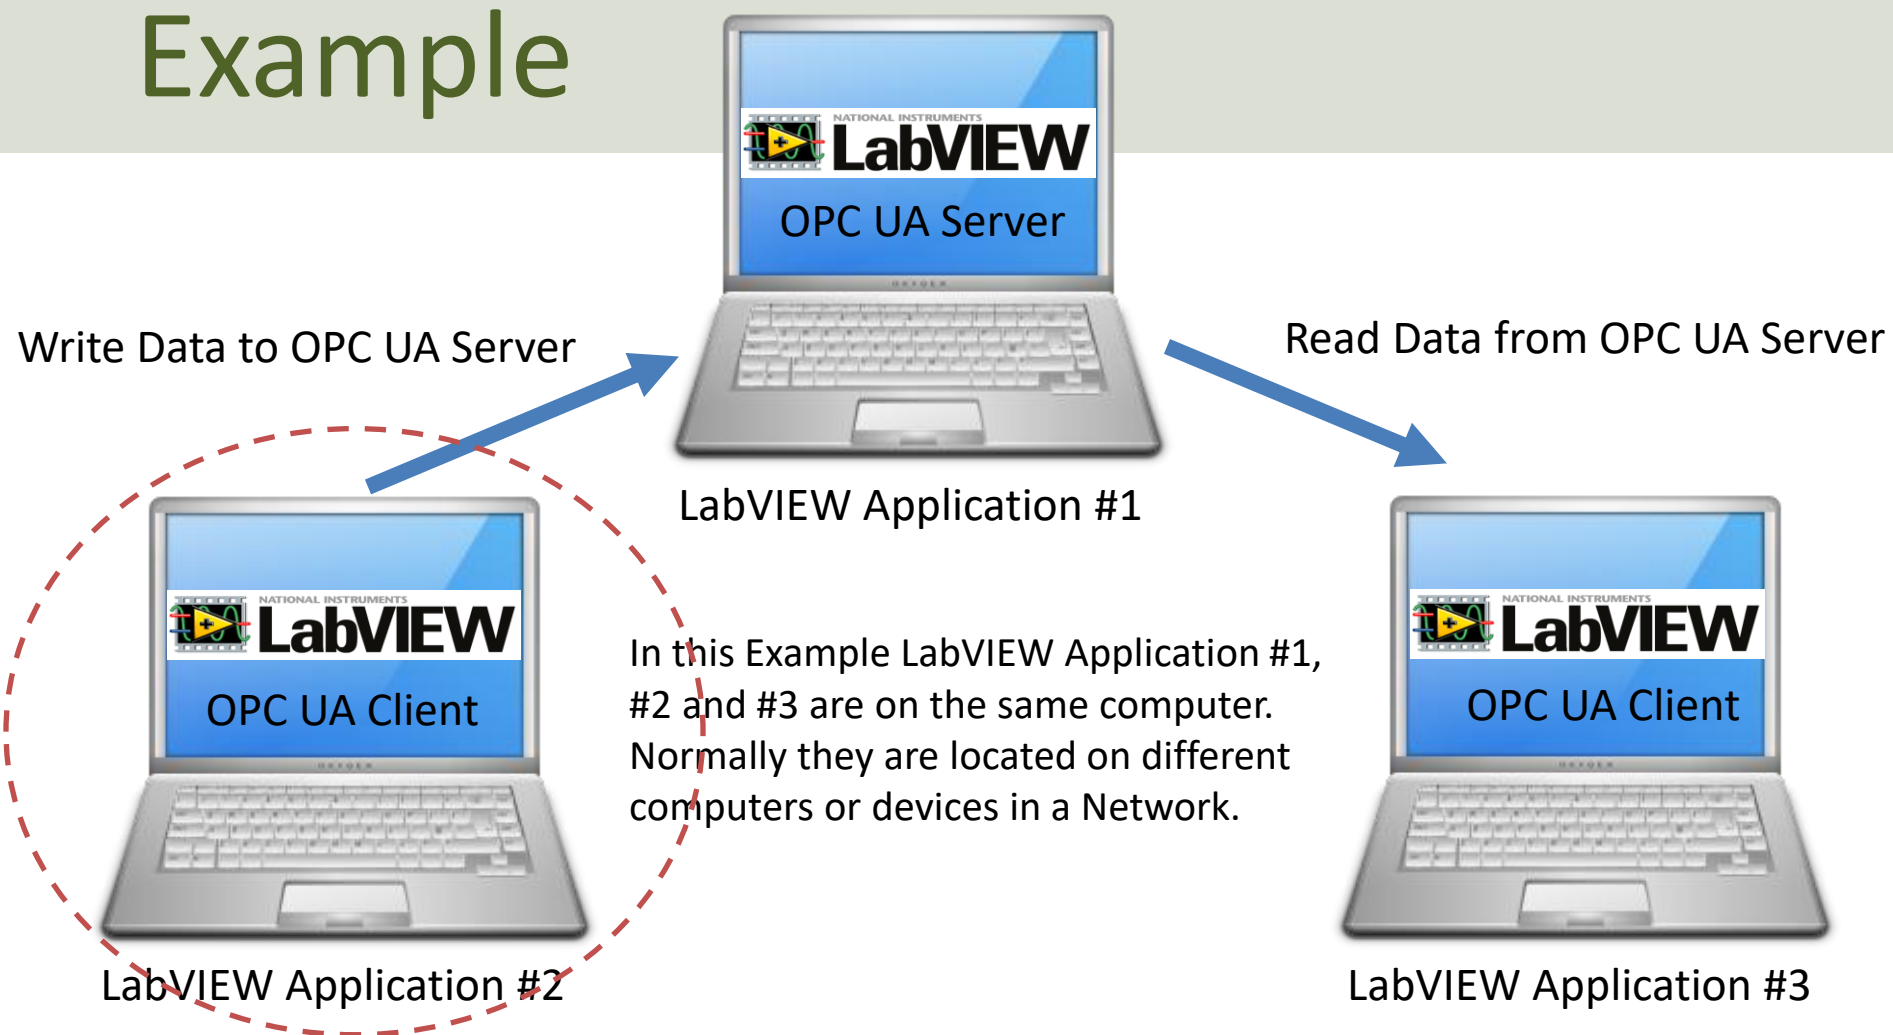 Example
NATIONAL INSTRUMENTS
LabVIEW
OPC UA Server
OXYGEN
Write Data to OPC UA Server
Read Data from OPC UA Server
LabVIEW Application #1
NATIONAL INSTRUMENTS
LabVIEW
OPC UA Client
OXYGEN
LabVIEW Application #2
In this Example LabVIEW Application #1,
#2 and #3 are on the same computer.
Normally they are located on different
computers or devices in a Network.
NATIONAL INSTRUMENTS
LabVIEW
OPC UA Client
OXYGEN
LabVIEW Application #3